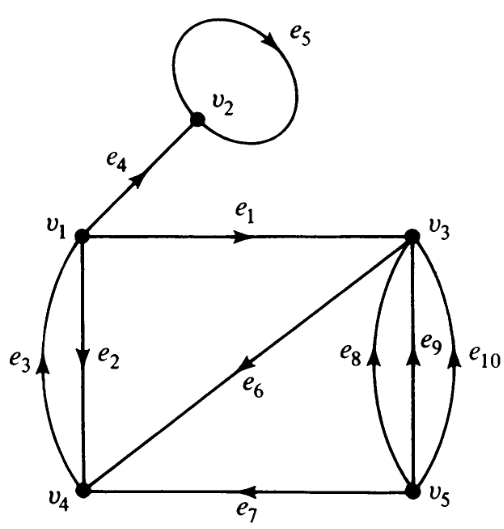 e₅
v₂
e₄
v₁
e₁
v₃
e₃
e₂
e₆
e₈
e₉
e₁₀
v₄
e₇
v₅